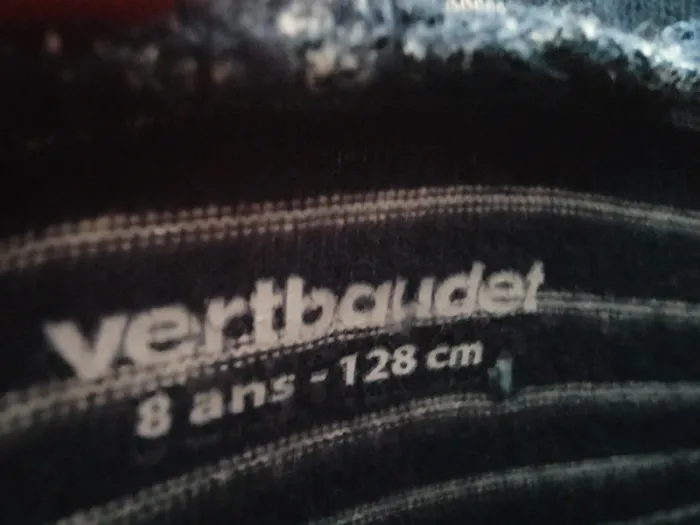 vertbaudet
8 ans - 128 cm